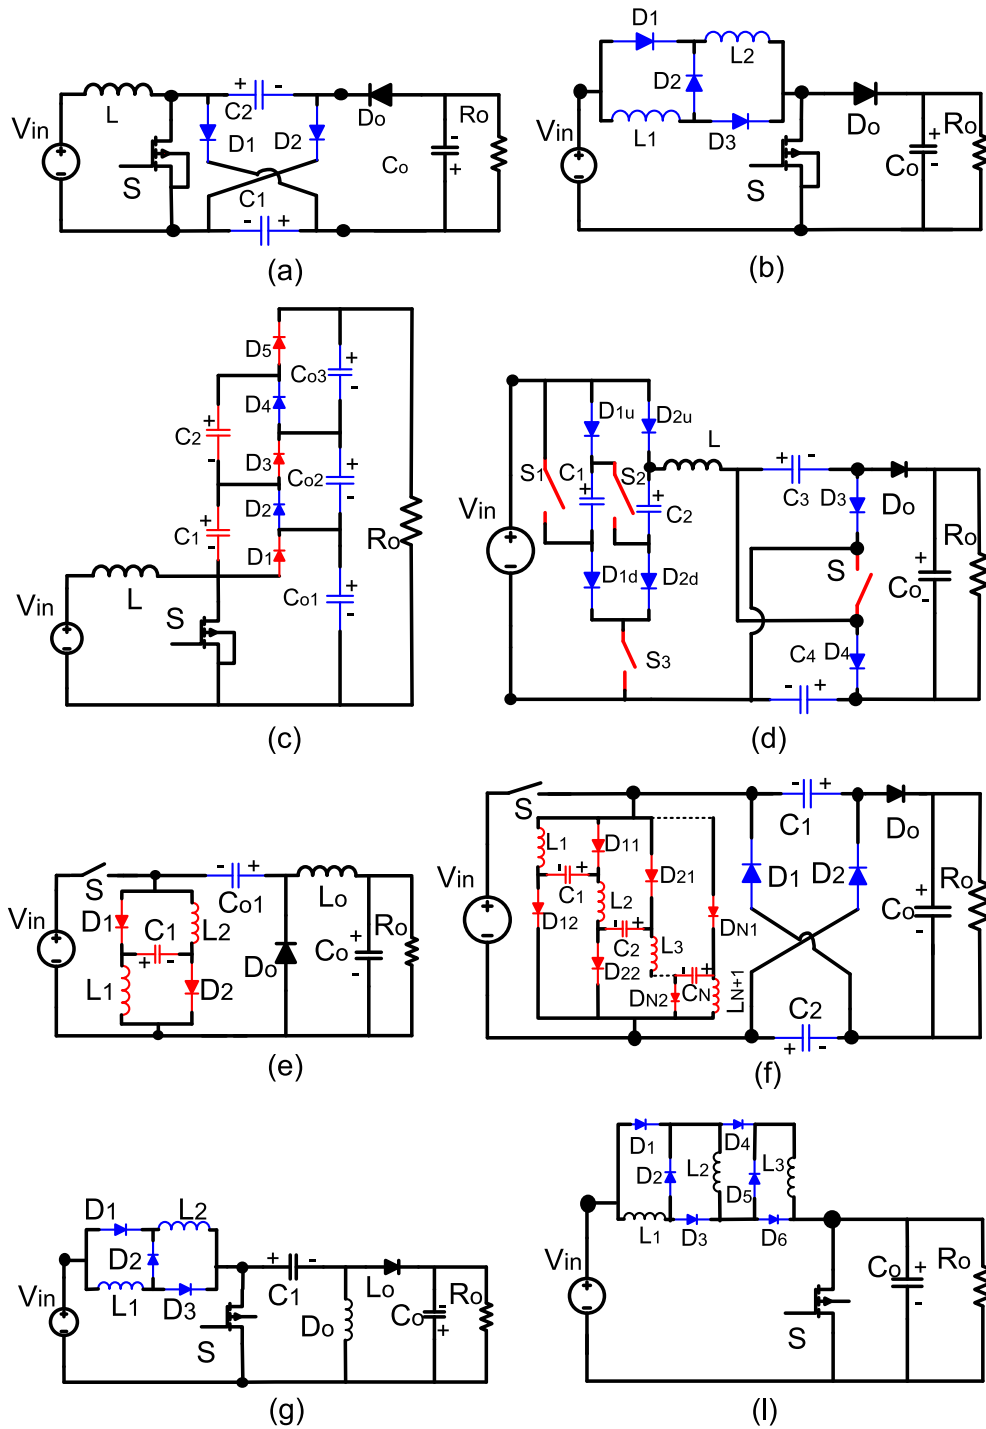 L
+
-
C2
Do
Ro
Vin
D1
D2
-
+
Co
S
C1
-
+
(a)
D1
L2
D2
Vin
L1
D3
Do
Ro
+
Co
-
S
(b)
D5
Co3
+
-
D4
C2
+
-
D3
Co2
+
-
D2
C1
+
-
D1
Ro
Vin
L
S
Co1
+
-
(c)
D1u
D2u
L
S1
C1
+
S2
+
C2
+
-
C3
D3
Do
Ro
Vin
D1d
D2d
S
Co
+
-
S3
C4
D4
-
+
(d)
S
-
+
Co1
Lo
Vin
D1
C1
+
-
L2
Do
Co
+
-
Ro
L1
D2
(e)
S
-
+
C1
Do
Vin
L1
D11
-
+
C1
D21
D12
L2
-
+
C2
L3
D22
DN1
-
+
CN
DN2
LN+1
D1
D2
Co
+
-
Ro
C2
+
-
(f)
D1
L2
D2
Vin
L1
D3
+
-
C1
Lo
Do
Co
-
+
Ro
S
(g)
D1
D4
D2
L2
L3
D5
L1
D3
D6
Vin
Co
+
-
Ro
S
(l)